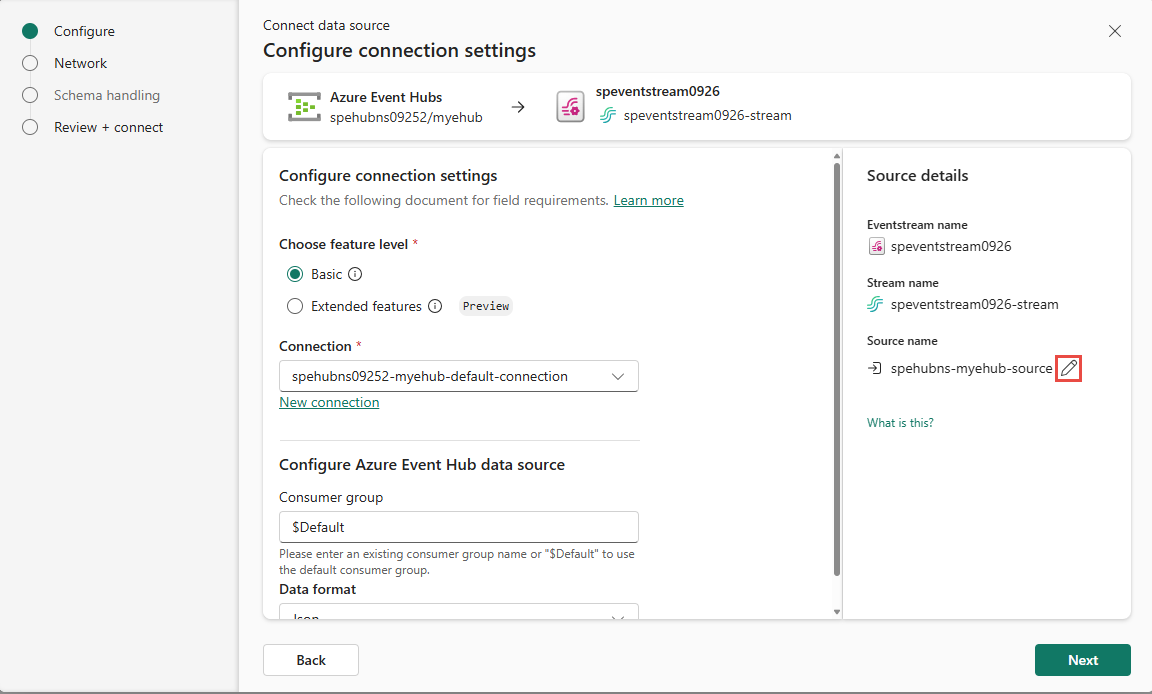 Configure
Network
Schema handling
Review + connect
Connect data source
Configure connection settings
Azure Event Hubs
spehubns09252/myehub
speventstream0926
speventstream0926-stream
Configure connection settings
Check the following document for field requirements. Learn more
Choose feature level *
Basic
Extended features Preview
Connection *
spehubns09252-myehub-default-connection
New connection
Configure Azure Event Hub data source
Consumer group
$Default
Please enter an existing consumer group name or "$Default" to use
the default consumer group.
Data format
Json
Source details
Eventstream name
speventstream0926
Stream name
speventstream0926-stream
Source name
spehubns-myehub-source
What is this?
Back
Next